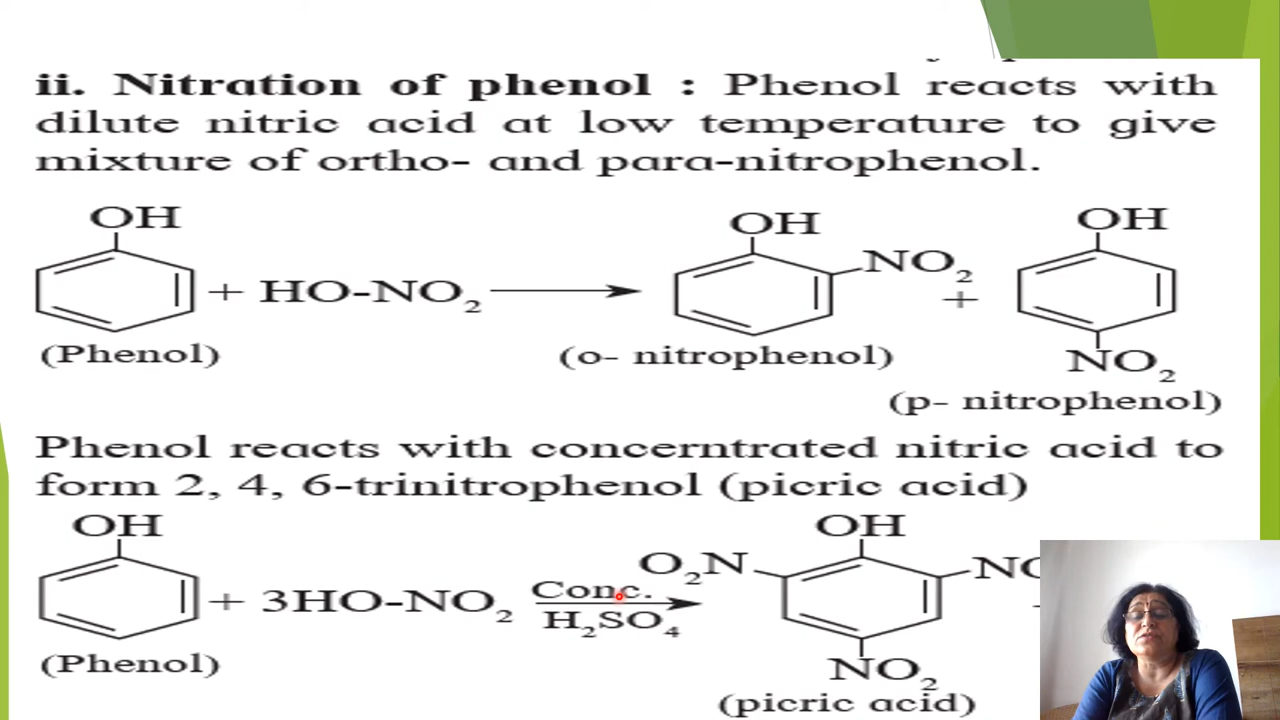 ii. Nitration of phenol : Phenol reacts with
dilute nitric acid at low temperature to give
mixture of ortho- and para-nitrophenol.
OH
OH
OH
+ HO-NO₂
NO₂
+
(Phenol)
(o- nitrophenol)
NO₂
(p- nitrophenol)
Phenol reacts with concerntrated nitric acid to
form 2, 4, 6-trinitrophenol (picric acid)
OH
OH
O₂N
NO
+ 3HO-NO₂
Conc.
H₂SO₄
(Phenol)
NO₂
(picric acid)